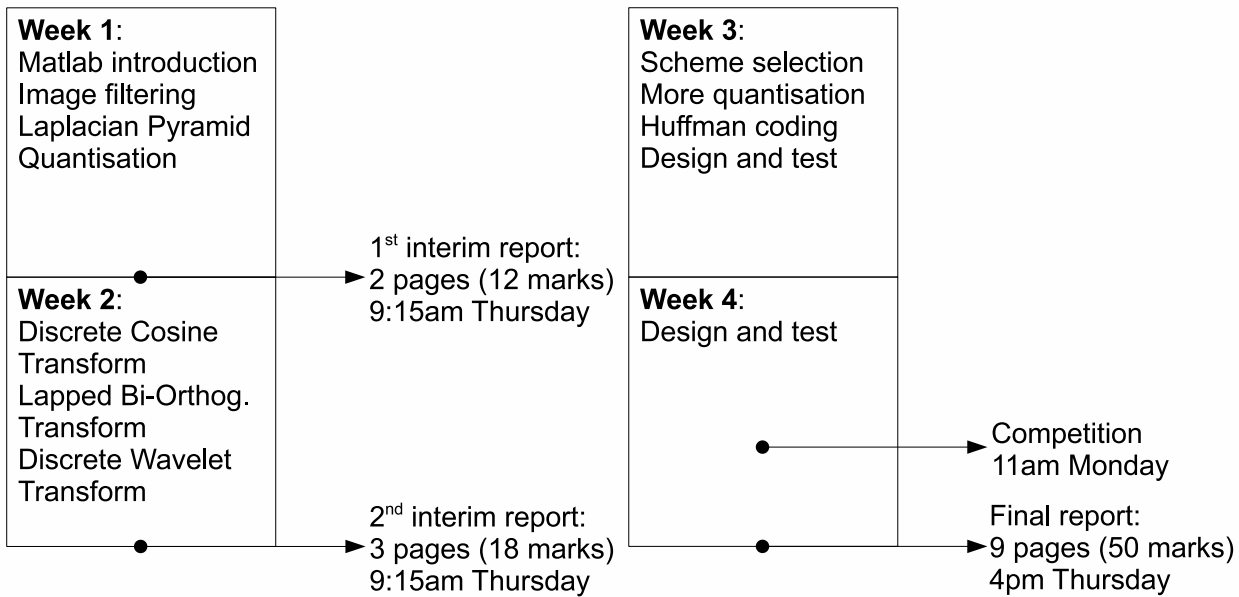 Week 1:
Matlab introduction
Image filtering
Laplacian Pyramid
Quantisation
1st interim report:
2 pages (12 marks)
9:15am Thursday
Week 2:
Discrete Cosine
Transform
Lapped Bi-Orthog.
Transform
Discrete Wavelet
Transform
2nd interim report:
3 pages (18 marks)
9:15am Thursday
Week 3:
Scheme selection
More quantisation
Huffman coding
Design and test
Week 4:
Design and test
Competition
11am Monday
Final report:
9 pages (50 marks)
4pm Thursday